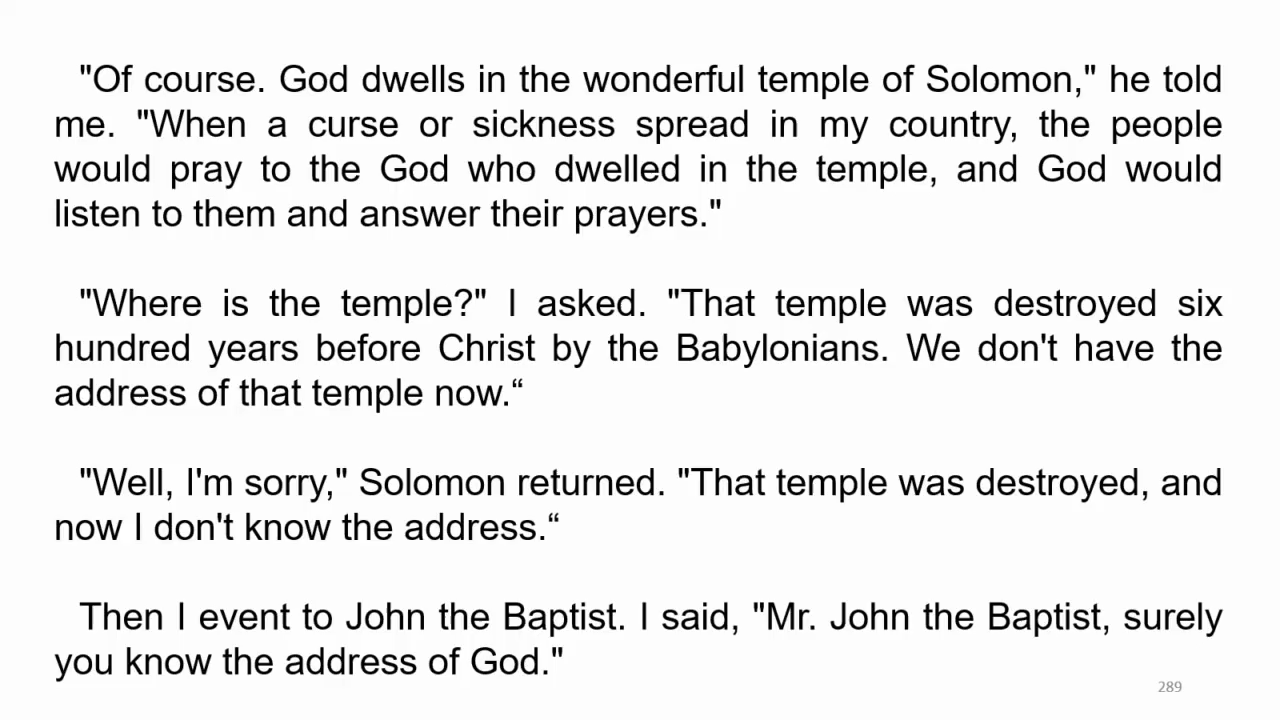 "Of course. God dwells in the wonderful temple of Solomon," he told
me. "When a curse or sickness spread in my country, the people
would pray to the God who dwelled in the temple, and God would
listen to them and answer their prayers."
"Where is the temple?" I asked. "That temple was destroyed six
hundred years before Christ by the Babylonians. We don't have the
address of that temple now.“
"Well, I'm sorry," Solomon returned. "That temple was destroyed, and
now I don't know the address.“
Then I event to John the Baptist. I said, "Mr. John the Baptist, surely
you know the address of God."
289